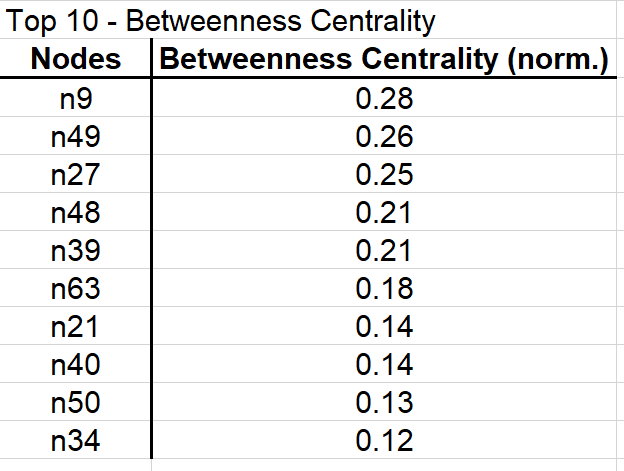 Top 10 - Betweenness Centrality
Nodes Betweenness Centrality (norm.)
n9 0.28
n49 0.26
n27 0.25
n48 0.21
n39 0.21
n63 0.18
n21 0.14
n40 0.14
n50 0.13
n34 0.12